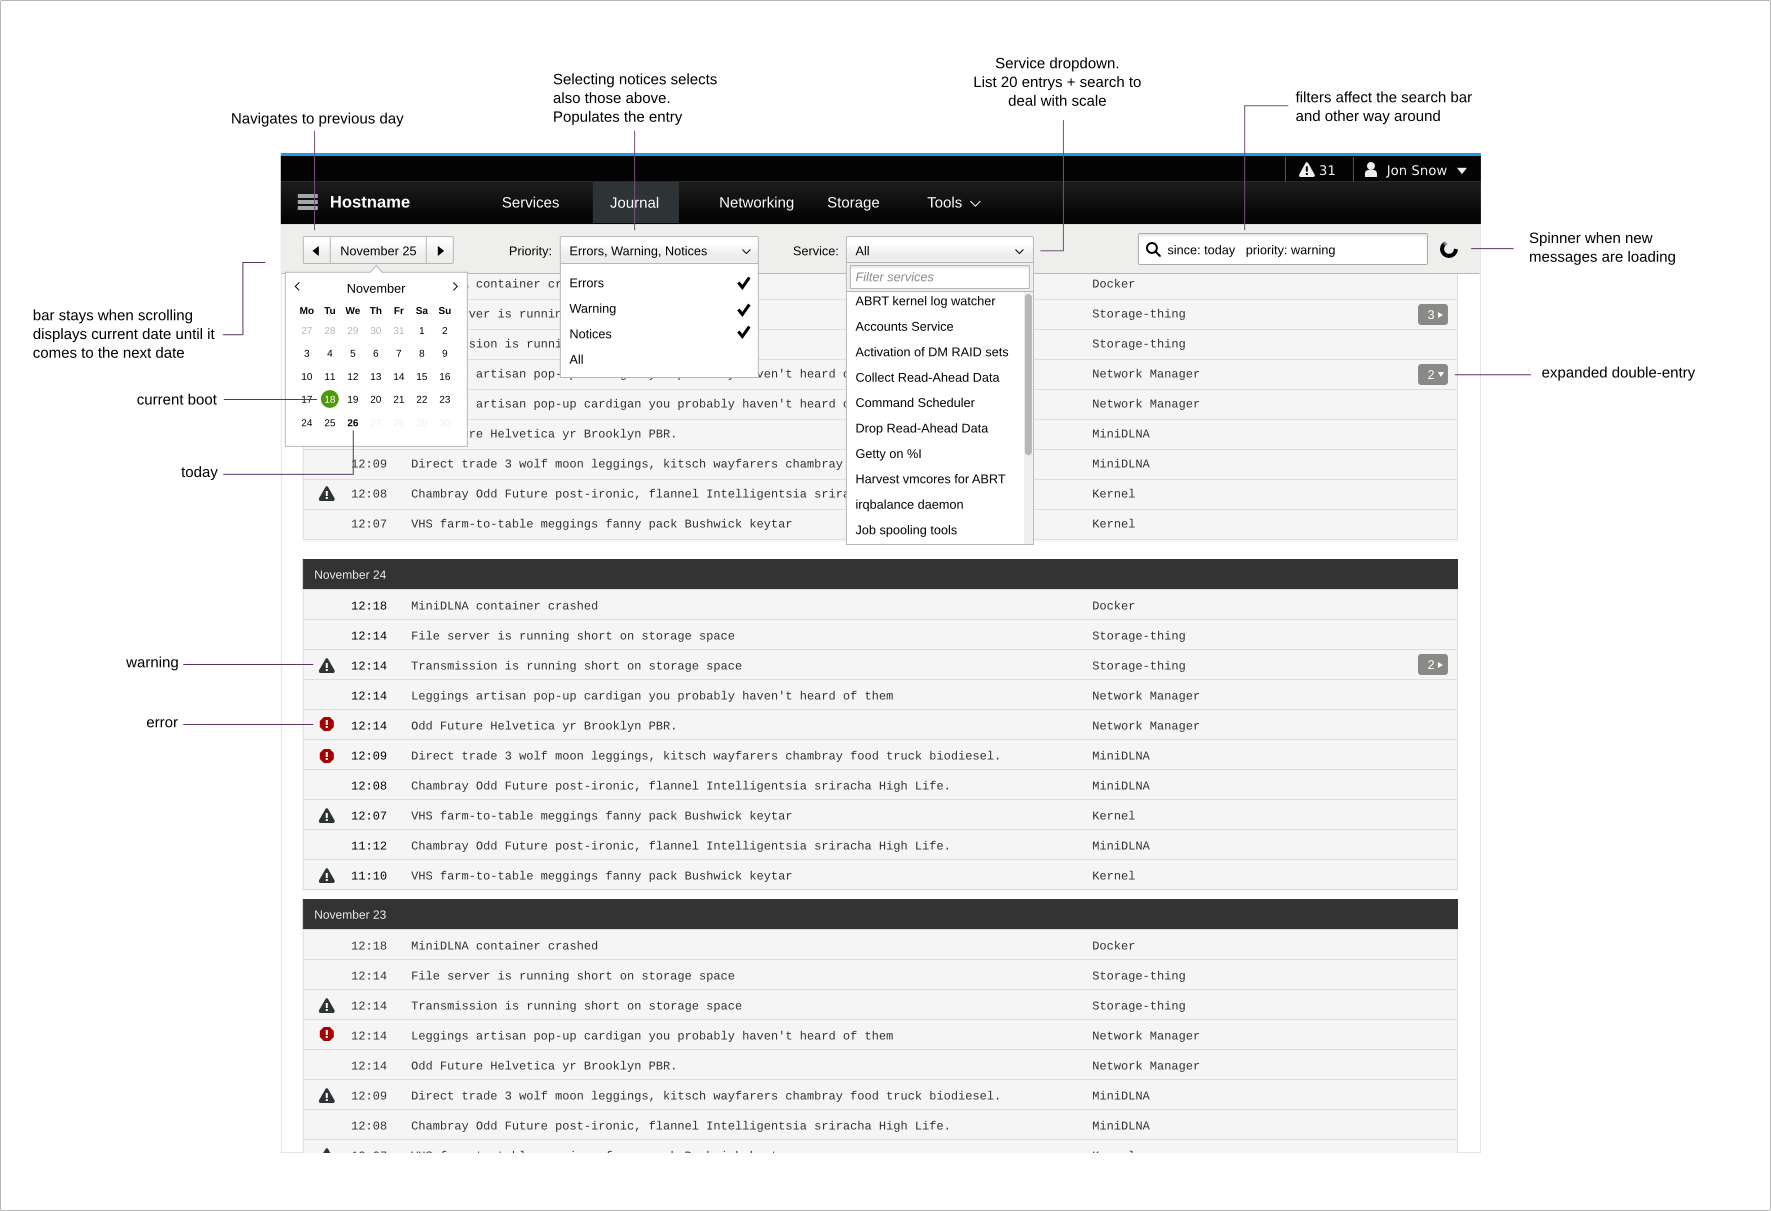 Service dropdown.
List 20 entrys + search to
deal with scale
Selecting notices selects
also those above.
Populates the entry
filters affect the search bar
and other way around
Navigates to previous day
31
Jon Snow
Hostname
Services
Journal
Networking
Storage
Tools
Spinner when new
messages are loading
November 25
Priority:
Errors, Warning, Notices
Service:
All
since: today priority: warning
bar stays when scrolling
displays current date until it
comes to the next date
November
Mo Tu We Th Fr Sa Su
27 28 29 30 31 1 2
3 4 5 6 7 8 9
10 11 12 13 14 15 16
17 18 19 20 21 22 23
24 25 26 27 28 29 30
current boot
today
Errors
Warning
Notices
All
Filter services
ABRT kernel log watcher
Accounts Service
Activation of DM RAID sets
Collect Read-Ahead Data
Command Scheduler
Drop Read-Ahead Data
Getty on %I
Harvest vmcores for ABRT
irqbalance daemon
Job spooling tools
container Docker
ver is Storage-thing 3
sion is Storage-thing
artisan pop- ven't heard Network Manager 2
expanded double-entry
artisan pop-up cardigan you probably haven't heard Network Manager
re Helvetica yr Brooklyn PBR. MiniDLNA
12:09 Direct trade 3 wolf moon leggings, kitsch wayfarers chambray MiniDLNA
12:08 Chambray Odd Future post-ironic, flannel Intelligentsia Kernel
12:07 VHS farm-to-table meggings fanny pack Bushwick keytar Kernel
November 24
12:18 MiniDLNA container crashed Docker
12:14 File server is running short on storage space Storage-thing
warning
12:14 Transmission is running short on storage space Storage-thing 2
12:14 Leggings artisan pop-up cardigan you probably haven't heard of them Network Manager
error
12:14 Odd Future Helvetica yr Brooklyn PBR. Network Manager
12:09 Direct trade 3 wolf moon leggings, kitsch wayfarers chambray food truck biodiesel. MiniDLNA
12:08 Chambray Odd Future post-ironic, flannel Intelligentsia sriracha High Life. MiniDLNA
12:07 VHS farm-to-table meggings fanny pack Bushwick keytar Kernel
11:12 Chambray Odd Future post-ironic, flannel Intelligentsia sriracha High Life. MiniDLNA
11:10 VHS farm-to-table meggings fanny pack Bushwick keytar Kernel
November 23
12:18 MiniDLNA container crashed Docker
12:14 File server is running short on storage space Storage-thing
12:14 Transmission is running short on storage space Storage-thing
12:14 Leggings artisan pop-up cardigan you probably haven't heard of them Network Manager
12:14 Odd Future Helvetica yr Brooklyn PBR. Network Manager
12:09 Direct trade 3 wolf moon leggings, kitsch wayfarers chambray food truck biodiesel. MiniDLNA
12:08 Chambray Odd Future post-ironic, flannel Intelligentsia sriracha High Life. MiniDLNA